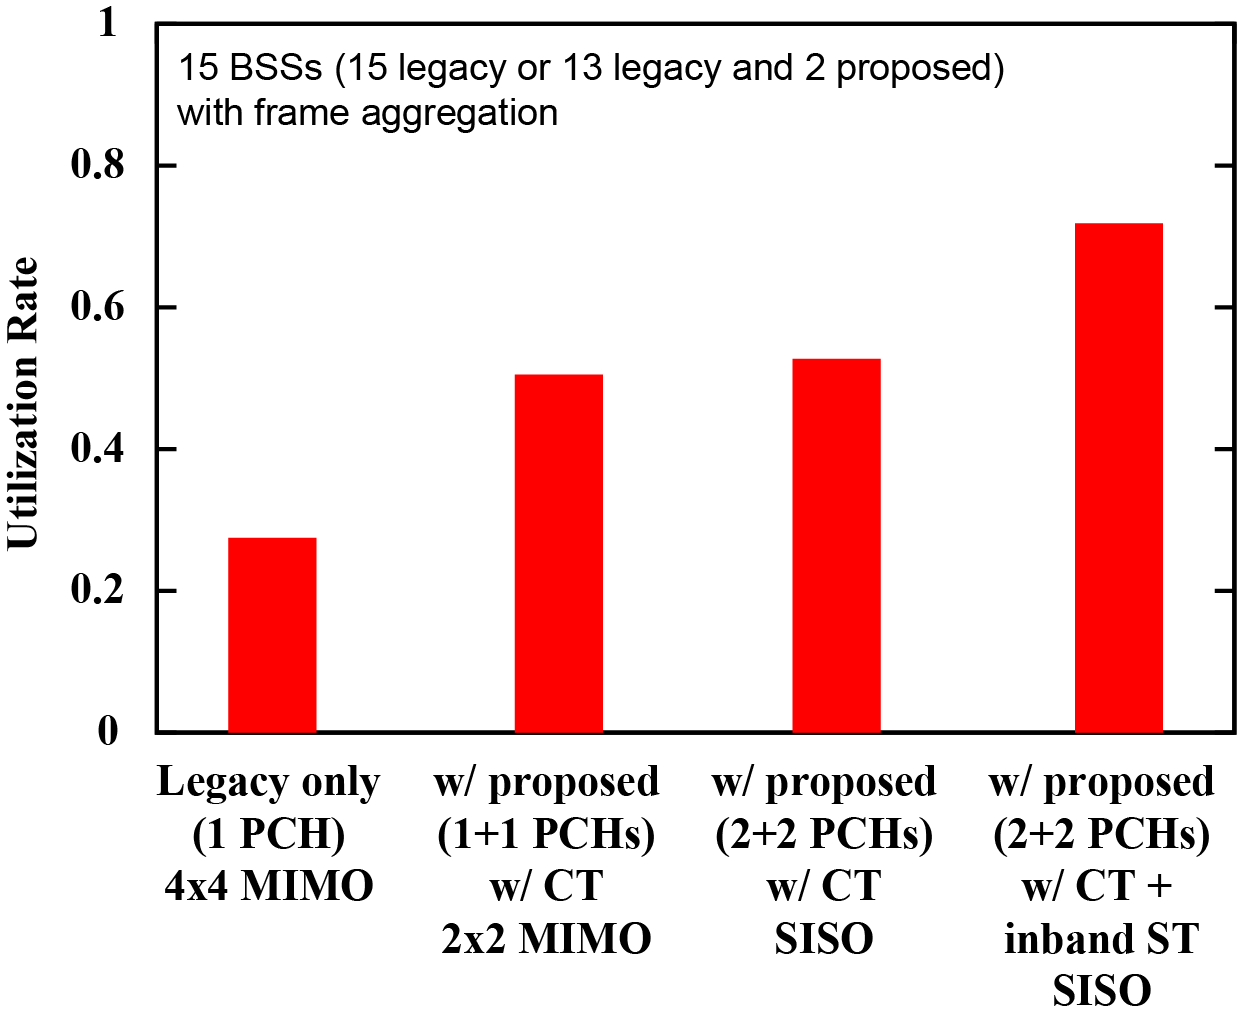 1
15 BSSs (15 legacy or 13 legacy and 2 proposed)
with frame aggregation
0.8
0.6
0.4
0.2
0
Utilization Rate
Legacy only
(1 PCH)
4x4 MIMO
w/ proposed
(1+1 PCHs)
w/ CT
2x2 MIMO
w/ proposed
(2+2 PCHs)
w/ CT
SISO
w/ proposed
(2+2 PCHs)
w/ CT +
inband ST
SISO